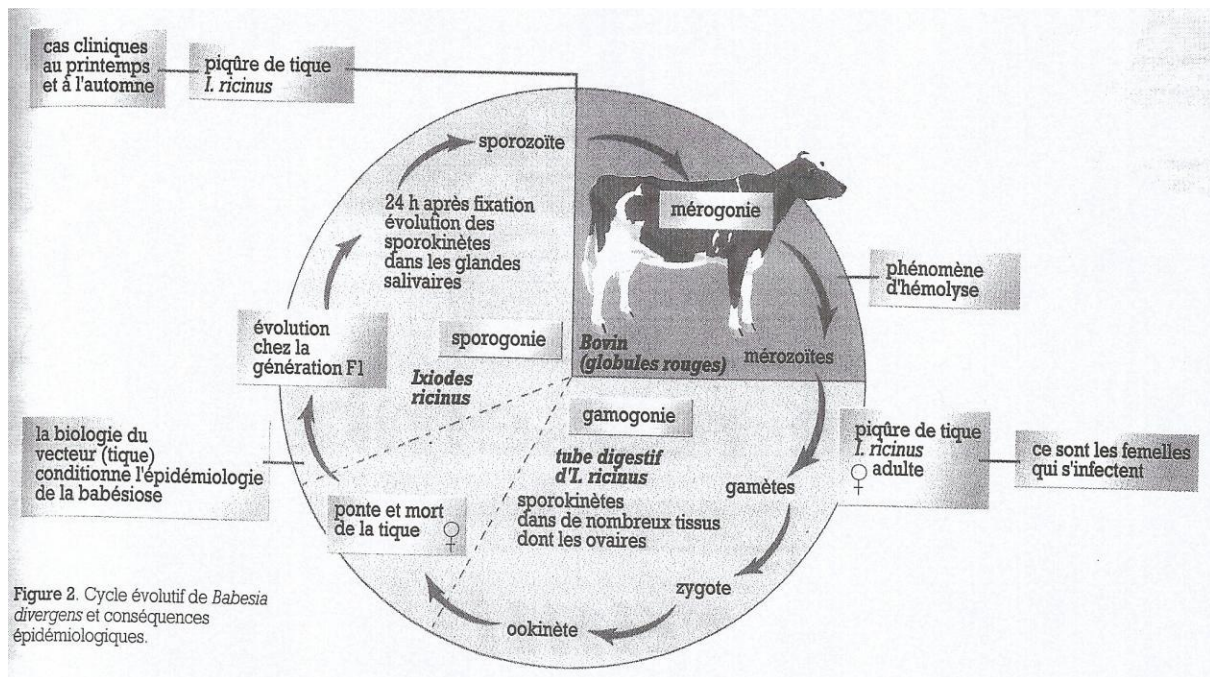 cas cliniques
au printemps
et à l'automne
piqûre de tique
I. ricinus
sporozoïte
24 h après fixation
évolution des
sporokinètes
dans les glandes
salivaires
mérogonie
phénomène
d'hémolyse
évolution
chez la
génération F1
sporogonie
Ixiodes
ricinus
Bovin
(globules rouges)
mérozoïtes
gamogonie
la biologie du
vecteur (tique)
conditionne l'épidémiologie
de la babésiose
tube digestif
d'I. ricinus
sporokinètes
dans de nombreux tissus
dont les ovaires
piqûre de tique
I. ricinus
♀ adulte
ce sont les femelles
qui s'infectent
gamètes
ponte et mort
de la tique ♀
zygote
ookinète
Figure 2. Cycle évolutif de Babesia
divergens et conséquences
épidémiologiques.